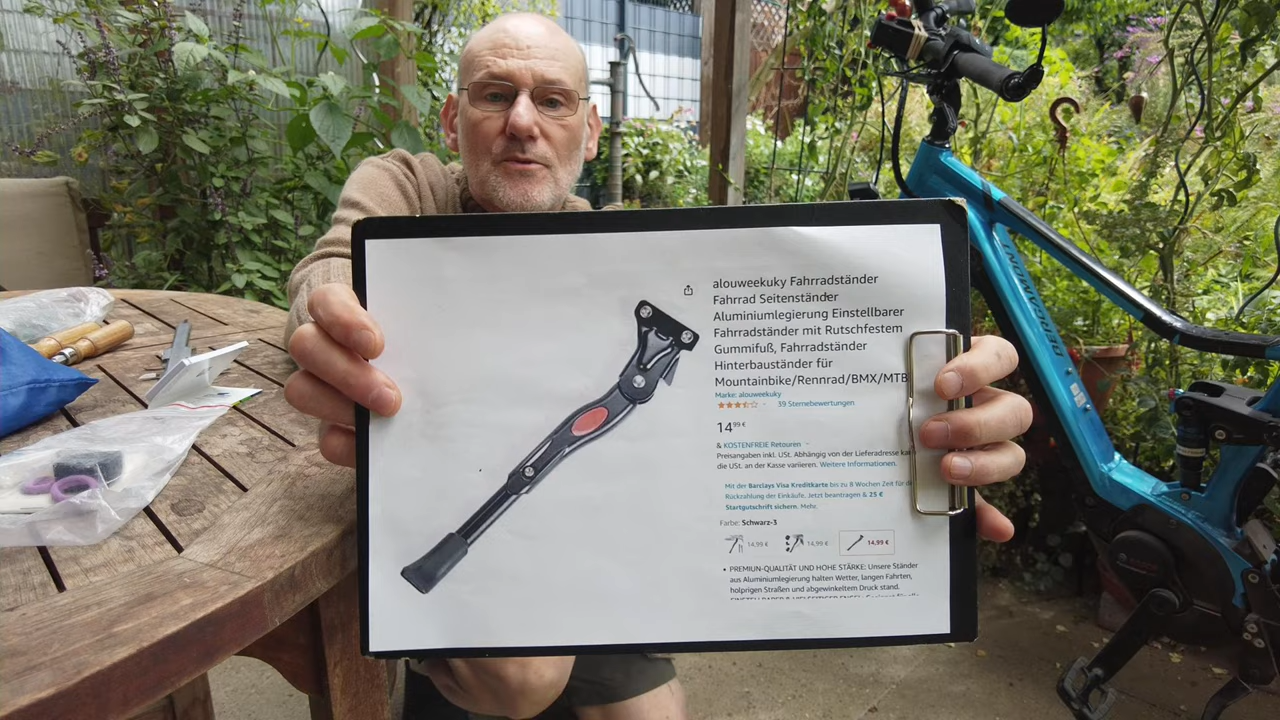 alouweekuky Fahrradständer
Fahrrad Seitenständer
Aluminiumlegierung Einstellbarer
Fahrradständer mit Rutschfestem
Gummifuß, Fahrradständer
Hinterbauständer für
Mountainbike/Rennrad/BMX/MTB
Marke: alouweekuky
39 Sternebewertungen
14,99 €
& KOSTENFREIE Retouren
Preisangaben inkl. USt. Abhängig von der Lieferadresse kan
die USt. an der Kasse variieren. Weitere Informationen.
Mit der Barclays Visa Kreditkarte bis zu 8 Wochen Zeit für d
Rückzahlung der Einkäufe. Jetzt beantragen & 25 €
Startgutschrift sichern. Mehr.
Farbe: Schwarz-3
14,99 € 14,99 € 14,99 €
• PREMIUN-QUALITÄT UND HOHE STÄRKE: Unsere Ständer
aus Aluminiumlegierung halten Wetter, langen Fahrten,
holprigen Straßen und abgewinkeltem Druck stand.
BERGAMONT
BOSCH